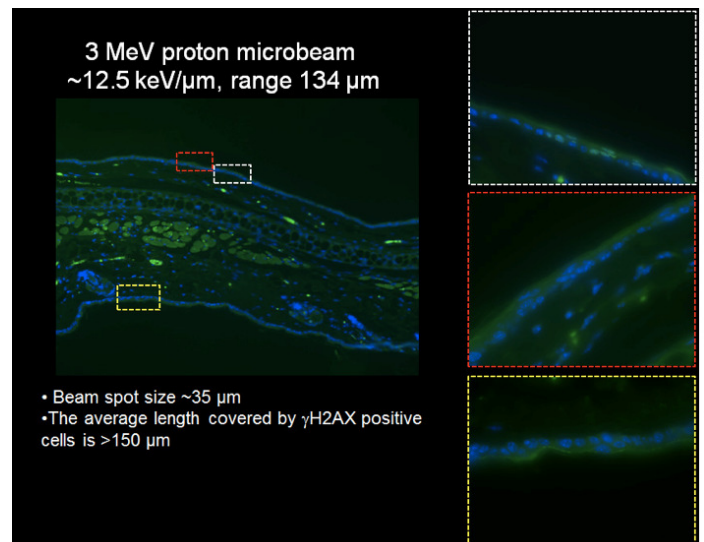 3 MeV proton microbeam
~12.5 keV/µm, range 134 µm
• Beam spot size ~35 µm
•The average length covered by γH2AX positive
cells is >150 µm